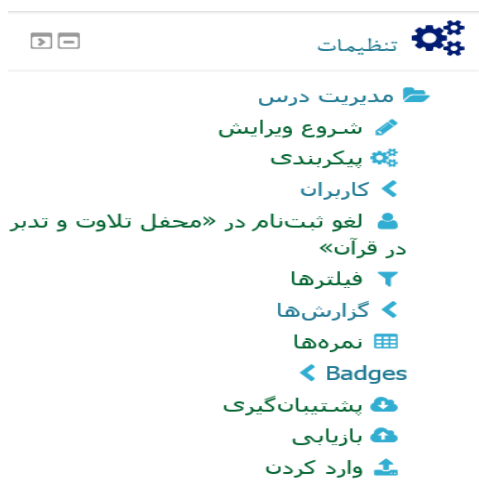 تنظیمات
مدیریت درس
شروع ویرایش
پیکربندی
کاربران
لغو ثبت‌نام در «محفل تلاوت و تدبر
در قرآن»
فیلترها
گزارش‌ها
نمره‌ها
Badges
پشتیبان‌گیری
بازیابی
وارد کردن